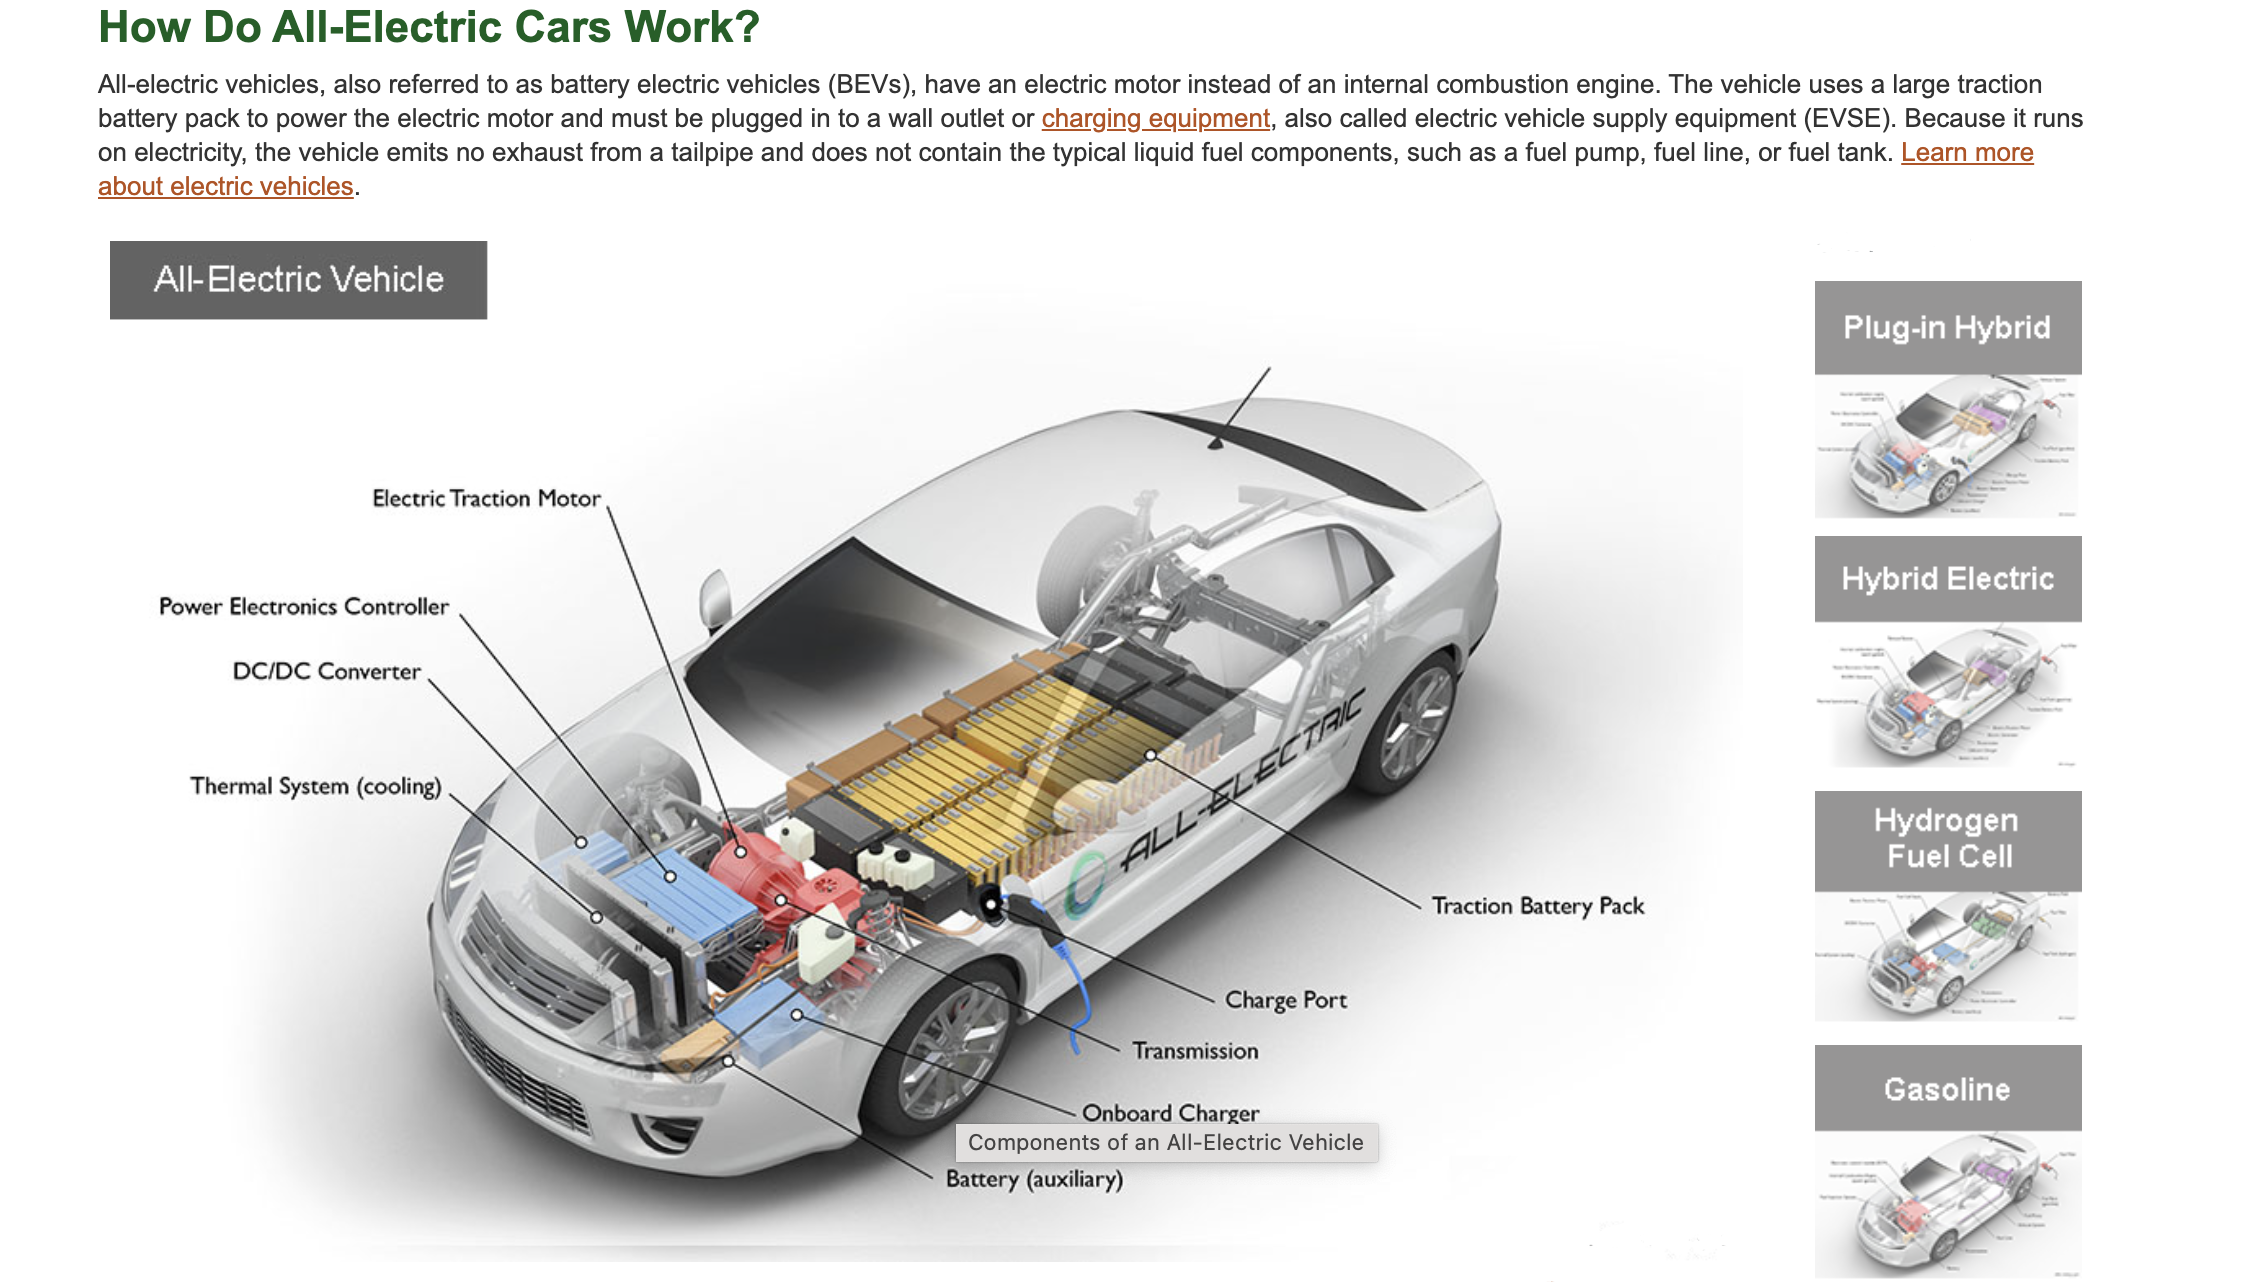 How Do All-Electric Cars Work?
All-electric vehicles, also referred to as battery electric vehicles (BEVs), have an electric motor instead of an internal combustion engine. The vehicle uses a large traction
battery pack to power the electric motor and must be plugged in to a wall outlet or charging equipment, also called electric vehicle supply equipment (EVSE). Because it runs
on electricity, the vehicle emits no exhaust from a tailpipe and does not contain the typical liquid fuel components, such as a fuel pump, fuel line, or fuel tank. Learn more
about electric vehicles.
All-Electric Vehicle
Electric Traction Motor
Power Electronics Controller
DC/DC Converter
Thermal System (cooling)
ALL-ELECTRIC
Traction Battery Pack
Charge Port
Transmission
Onboard Charger
Components of an All-Electric Vehicle
Battery (auxiliary)
Plug-in Hybrid
Hybrid Electric
Hydrogen
Fuel Cell
Gasoline